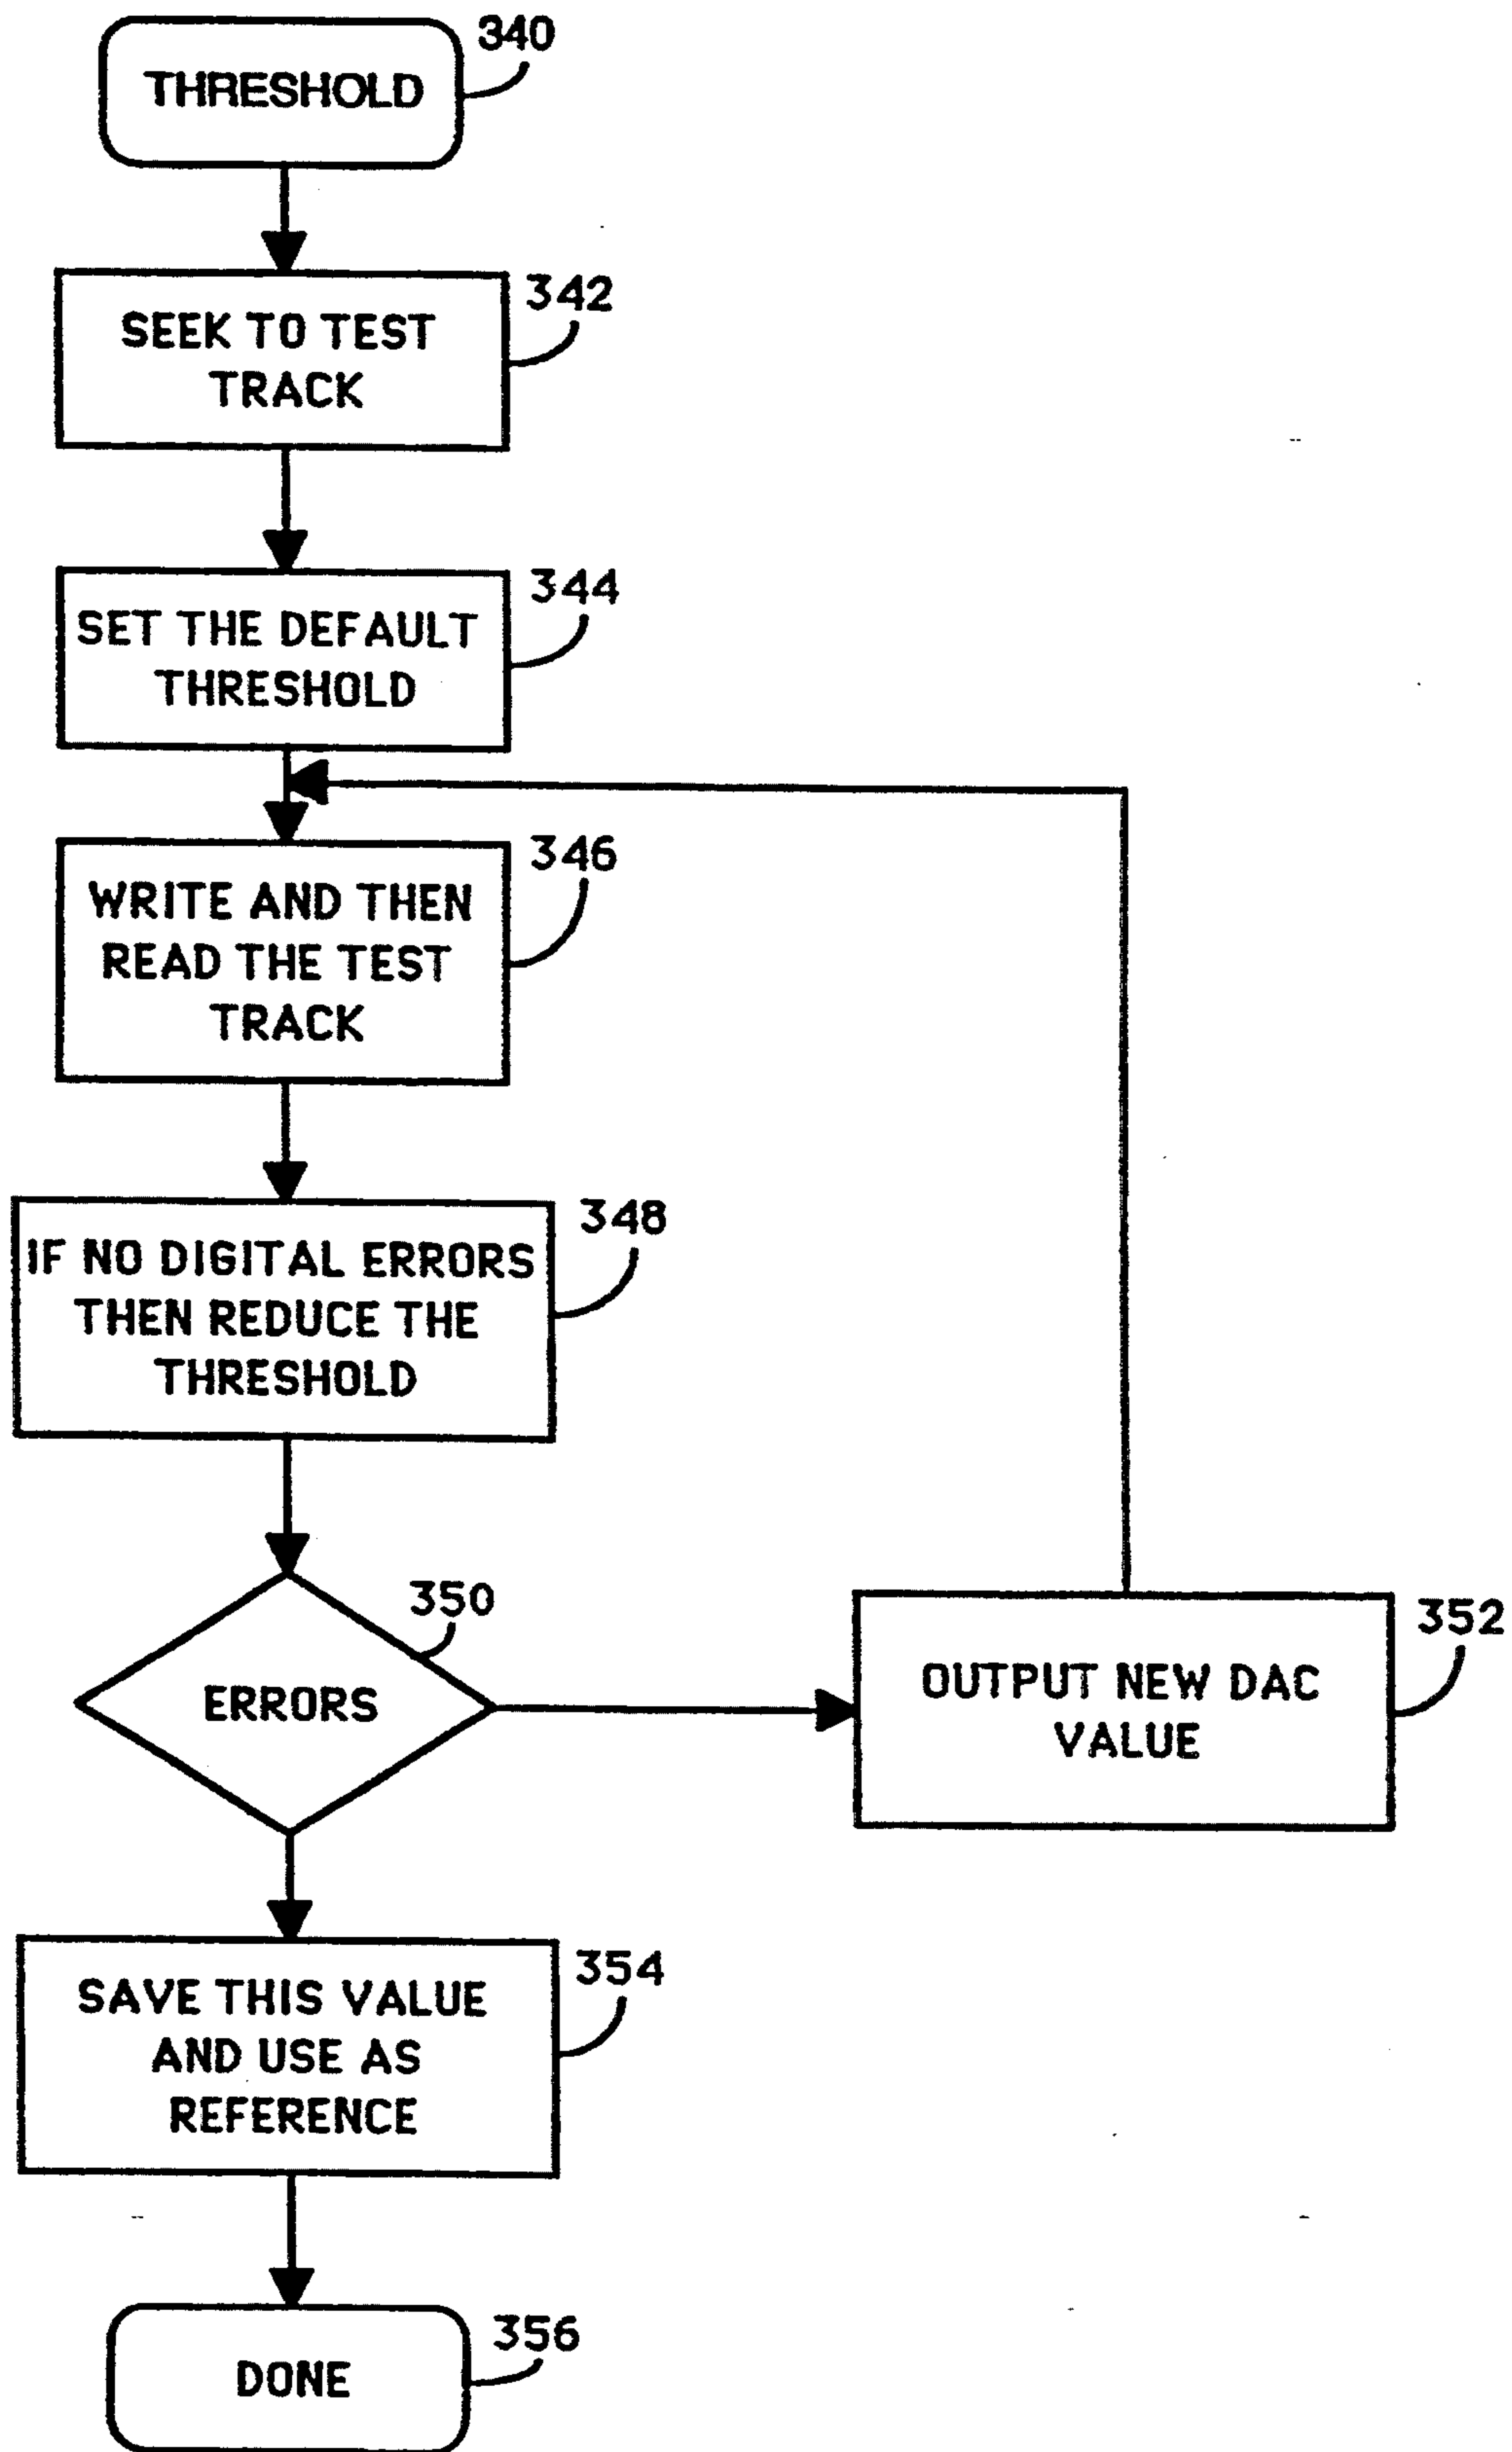 340
THRESHOLD
342
SEEK TO TEST
TRACK
344
SET THE DEFAULT
THRESHOLD
346
WRITE AND THEN
READ THE TEST
TRACK
348
IF NO DIGITAL ERRORS
THEN REDUCE THE
THRESHOLD
350
ERRORS
352
OUTPUT NEW DAC
VALUE
354
SAVE THIS VALUE
AND USE AS
REFERENCE
356
DONE